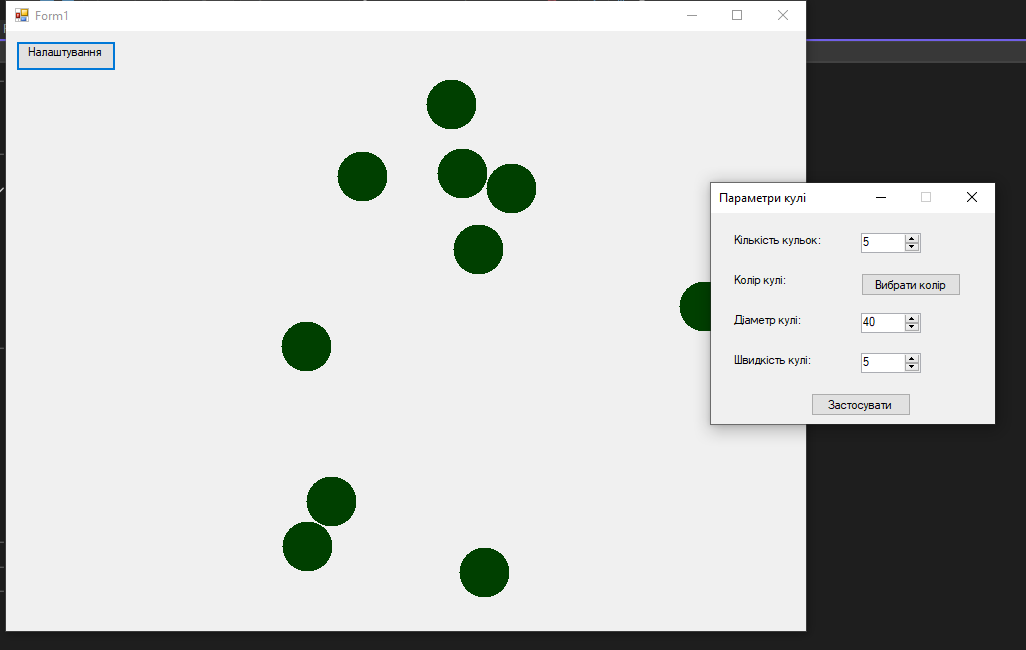 Form1
Налаштування
Параметри кулі
Кількість кульок:
5
Колір кулі:
Вибрати колір
Діаметр кулі:
40
Швидкість кулі:
5
Застосувати